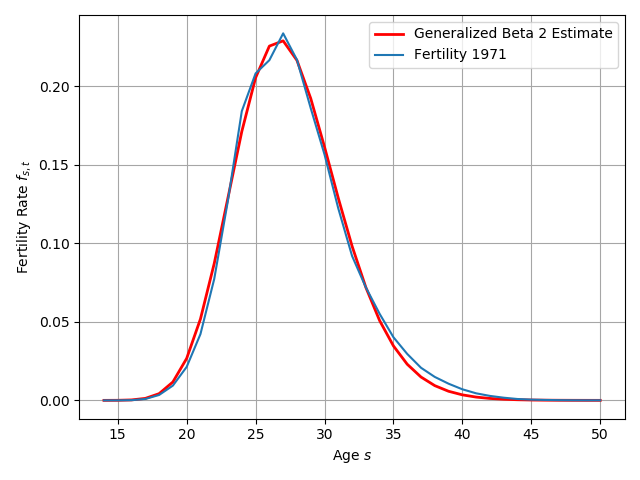 Generalized Beta 2 Estimate
Fertility 1971
Fertility Rate f_{s,t}
0.20
0.15
0.10
0.05
0.00
15 20 25 30 35 40 45 50
Age s